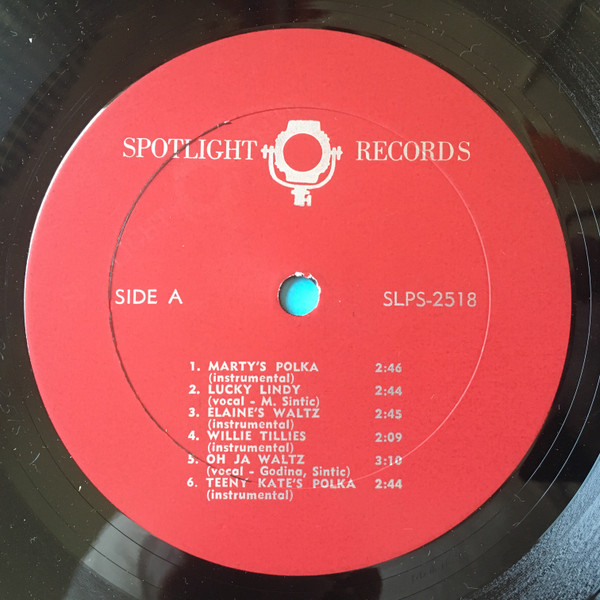 SPOTLIGHT RECORDS
SIDE A SLPS-2518
1. MARTY'S POLKA 2:46
(instrumental)
2. LUCKY LINDY 2:44
(vocal - M. Sintic)
3. ELAINE'S WALTZ 2:45
(instrumental)
4. WILLIE TILLIES 2:09
(instrumental)
5. OH JA WALTZ 3:10
(vocal - Godina, Sintic)
6. TEENY KATE'S POLKA 2:44
(instrumental)